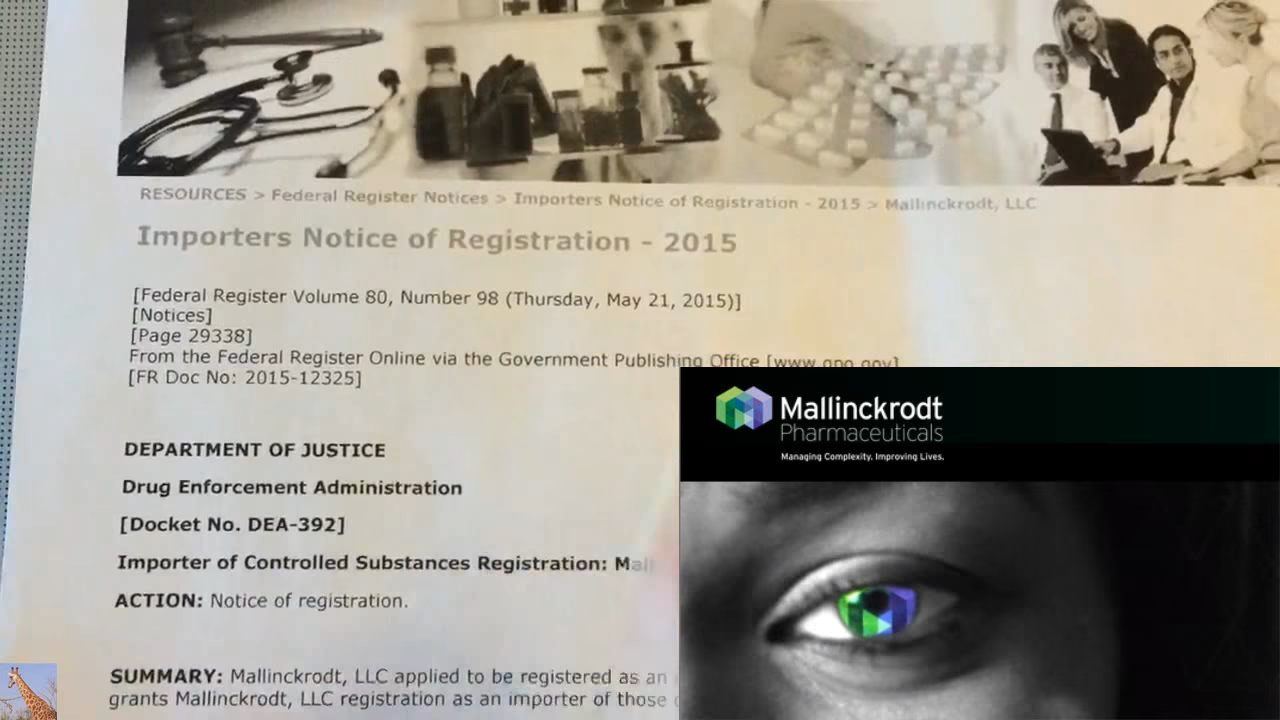 RESOURCES > Federal Register Notices > Importers Notice of Registration - 2015 > Mallinckrodt, LLC
Importers Notice of Registration - 2015
[Federal Register Volume 80, Number 98 (Thursday, May 21, 2015)]
[Notices]
[Page 29338]
From the Federal Register Online via the Government Publishing Office [www.gpo.gov]
[FR Doc No: 2015-12325]
DEPARTMENT OF JUSTICE
Drug Enforcement Administration
[Docket No. DEA-392]
Importer of Controlled Substances Registration:
ACTION: Notice of registration.
SUMMARY: Mallinckrodt, LLC applied to be registered as an
grants Mallinckrodt, LLC registration as an importer of those
Mallinckrodt
Pharmaceuticals
Managing Complexity. Improving Lives.